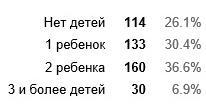 Нет детей 114 26.1%
1 ребенок 133 30.4%
2 ребенка 160 36.6%
3 и более детей 30 6.9%